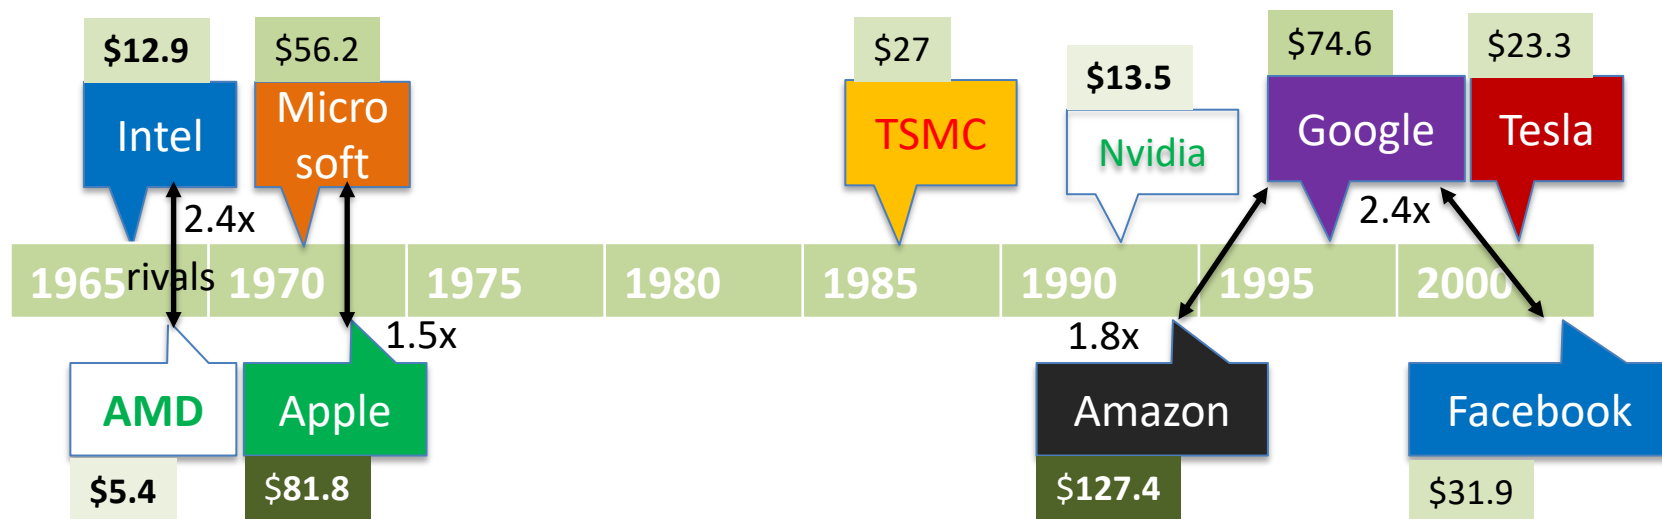 $12.9
$56.2
$27
$13.5
$74.6
$23.3
Intel
Micro
soft
TSMC
Nvidia
Google
Tesla
2.4x
2.4x
1965
rivals
1970
1975
1980
1985
1990
1995
2000
1.5x
1.8x
AMD
Apple
Amazon
Facebook
$5.4
$81.8
$127.4
$31.9